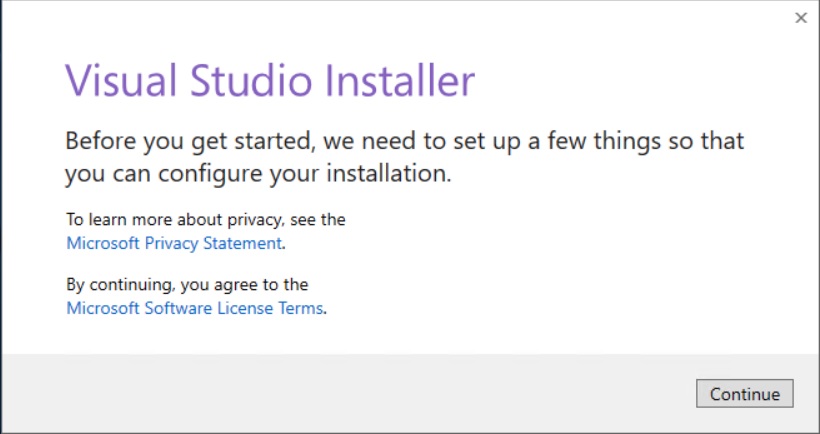 Visual Studio Installer
Before you get started, we need to set up a few things so that
you can configure your installation.
To learn more about privacy, see the
Microsoft Privacy Statement.
By continuing, you agree to the
Microsoft Software License Terms.
Continue